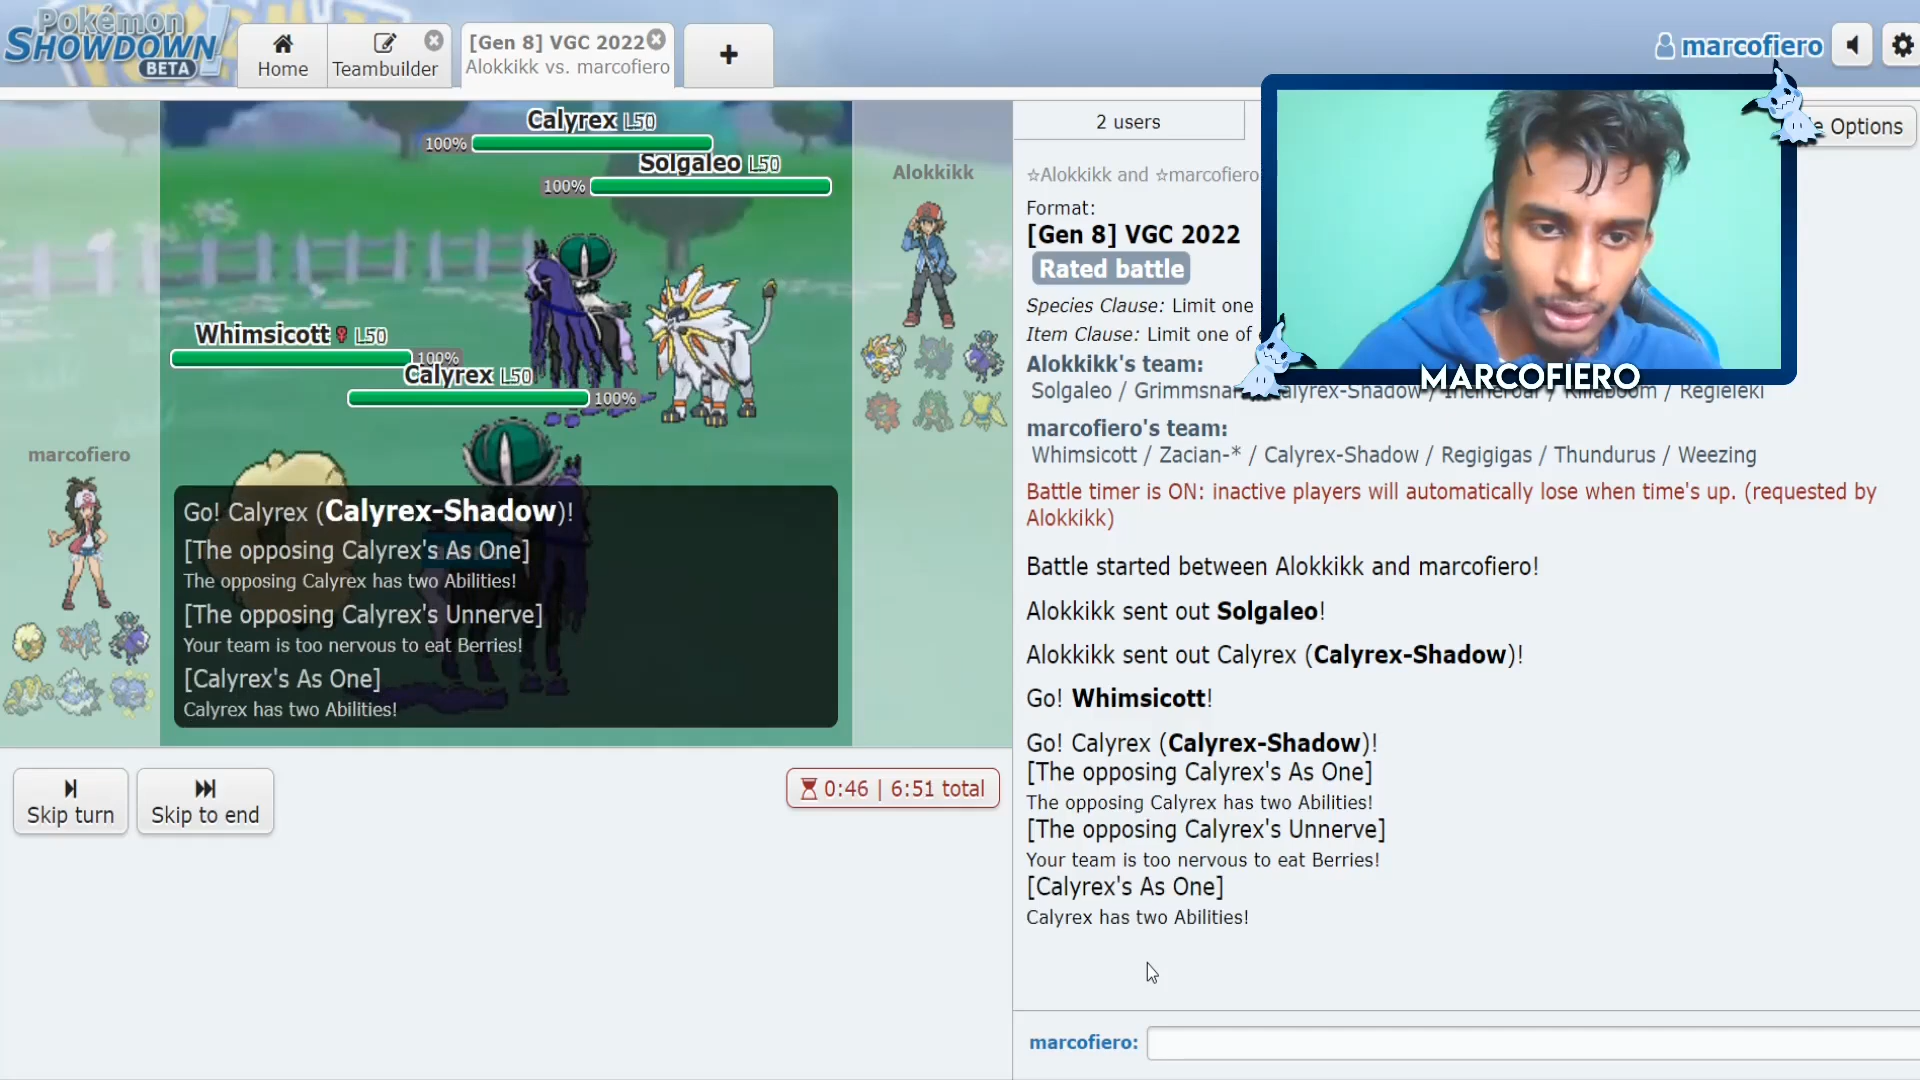 Pokémon
SHOWDOWN!
BETA
Home
Teambuilder
[Gen 8] VGC 2022
Alokkikk vs. marcofiero
+
marcofiero
Calyrex L50
100%
Solgaleo L50
100%
Whimsicott L50
100%
Calyrex L50
100%
Alokkikk
marcofiero
Go! Calyrex (Calyrex-Shadow)!
[The opposing Calyrex's As One]
The opposing Calyrex has two Abilities!
[The opposing Calyrex's Unnerve]
Your team is too nervous to eat Berries!
[Calyrex's As One]
Calyrex has two Abilities!
Skip turn
Skip to end
0:46 | 6:51 total
2 users
Options
☆Alokkikk and ☆marcofiero
Format:
[Gen 8] VGC 2022
Rated battle
Species Clause: Limit one
Item Clause: Limit one of
Alokkikk's team:
Solgaleo / Grimmsnar alyrex-Shadow / Incineroar / Rillaboom / Regieleki
MARCOFIERO
marcofiero's team:
Whimsicott / Zacian-* / Calyrex-Shadow / Regigigas / Thundurus / Weezing
Battle timer is ON: inactive players will automatically lose when time's up. (requested by
Alokkikk)
Battle started between Alokkikk and marcofiero!
Alokkikk sent out Solgaleo!
Alokkikk sent out Calyrex (Calyrex-Shadow)!
Go! Whimsicott!
Go! Calyrex (Calyrex-Shadow)!
[The opposing Calyrex's As One]
The opposing Calyrex has two Abilities!
[The opposing Calyrex's Unnerve]
Your team is too nervous to eat Berries!
[Calyrex's As One]
Calyrex has two Abilities!
marcofiero: